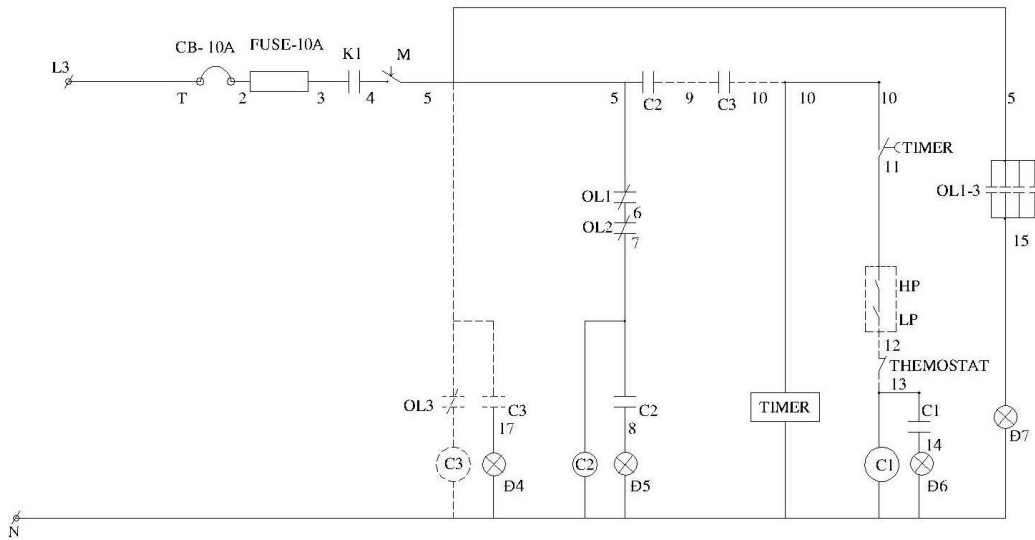 CB- 10A FUSE-10A K1 M
L3
T 2 3 4 5 5 C2 9 C3 10 10 10 5
TIMER
11
OL1-3
OL1
6
OL2
7
15
HP
LP
12
THEMOSTAT
13
OL3 C3 C2 TIMER C1
17 8 14
Đ7
C3 C2 C1
Đ4 Đ5 Đ6
N